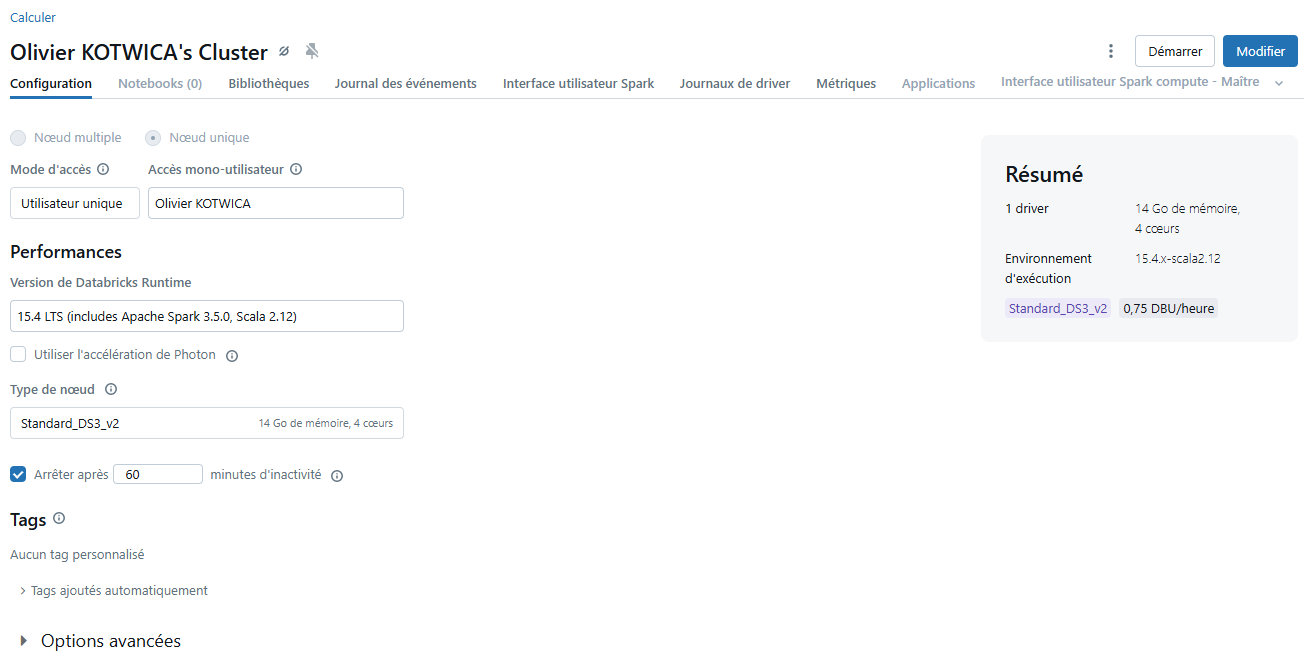 Calculer
Olivier KOTWICA's Cluster
Démarrer
Modifier
Configuration
Notebooks (0)
Bibliothèques
Journal des événements
Interface utilisateur Spark
Journaux de driver
Métriques
Applications
Interface utilisateur Spark compute - Maître
Nœud multiple
Nœud unique
Mode d'accès
Accès mono-utilisateur
Utilisateur unique
Olivier KOTWICA
Performances
Version de Databricks Runtime
15.4 LTS (includes Apache Spark 3.5.0, Scala 2.12)
Utiliser l'accélération de Photon
Type de nœud
Standard_DS3_v2
14 Go de mémoire, 4 cœurs
Arrêter après 60 minutes d'inactivité
Tags
Aucun tag personnalisé
Tags ajoutés automatiquement
Options avancées
Résumé
1 driver
14 Go de mémoire,
4 cœurs
Environnement
d'exécution
15.4.x-scala2.12
Standard_DS3_v2
0,75 DBU/heure